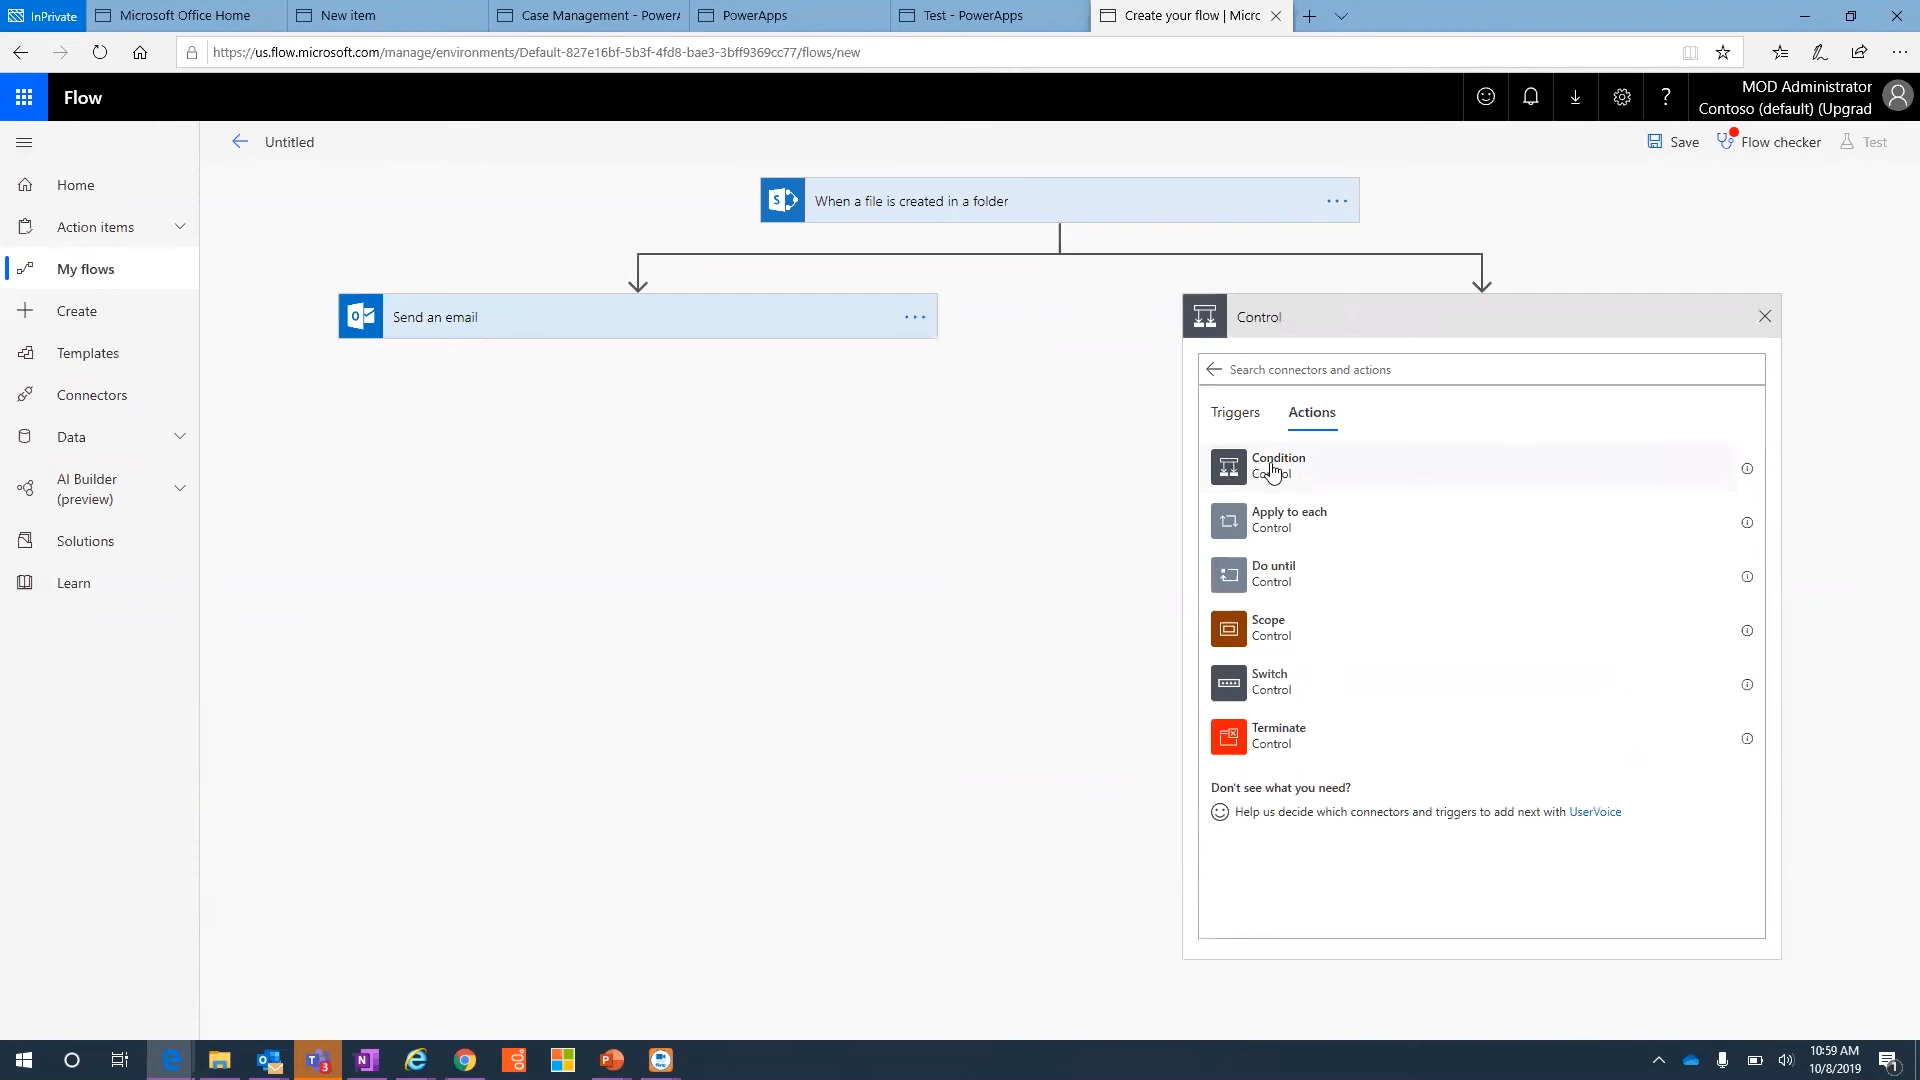 InPrivate
Microsoft Office Home
New item
Case Management - PowerA
PowerApps
Test - PowerApps
Create your flow | Micrc
https://us.flow.microsoft.com/manage/environments/Default-827e16bf-5b3f-4fd8-bae3-3bff9369cc77/flows/new
Flow
?
MOD Administrator
Contoso (default) (Upgrad
Untitled
Save
Flow checker
Test
Home
Action items
My flows
Create
Templates
Connectors
Data
AI Builder
(preview)
Solutions
Learn
When a file is created in a folder
Send an email
Control
Search connectors and actions
Triggers
Actions
Condition
Control
Apply to each
Control
Do until
Control
Scope
Control
Switch
Control
Terminate
Control
Don't see what you need?
Help us decide which connectors and triggers to add next with UserVoice
10:59 AM
10/8/2019